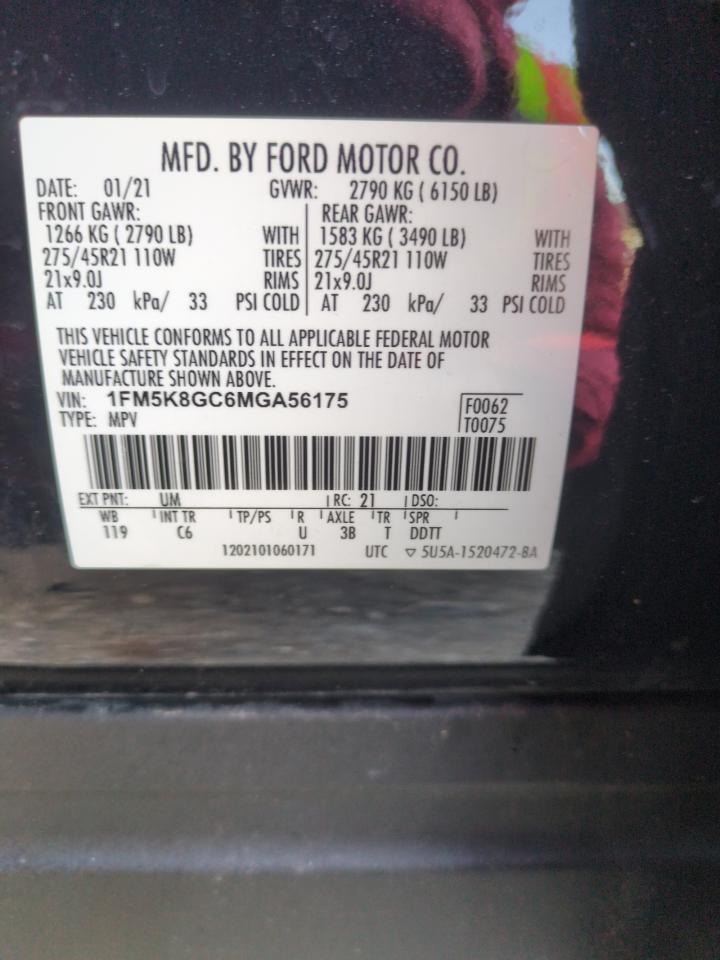 MFD. BY FORD MOTOR CO.
DATE: 01/21 GVWR: 2790 KG ( 6150 LB)
FRONT GAWR: REAR GAWR:
1266 KG ( 2790 LB) WITH 1583 KG ( 3490 LB) WITH
275/45R21 110W TIRES 275/45R21 110W TIRES
21x9.0J RIMS 21x9.0J RIMS
AT 230 kPa/ 33 PSI COLD AT 230 kPa/ 33 PSI COLD
THIS VEHICLE CONFORMS TO ALL APPLICABLE FEDERAL MOTOR
VEHICLE SAFETY STANDARDS IN EFFECT ON THE DATE OF
MANUFACTURE SHOWN ABOVE.
VIN: 1FM5K8GC6MGA56175 F0062
TYPE: MPV T0075
EXT PNT: UM RC: 21 DSO:
WB INT TR TP/PS R AXLE TR SPR
119 C6 U 3B T DDTT
1202101060171 UTC ▽ 5U5A-1520472-BA